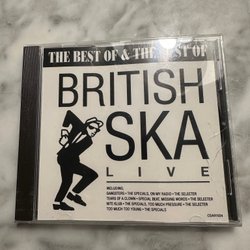 THE BEST OF & THE REST OF
BRITISH
SKA
LIVE
INCLUDING,
GANGSTERS - THE SPECIALS, ON MY RADIO - THE SELECTER
TEARS OF A CLOWN - SPECIAL BEAT, MISSING WORDS - THE SELECTER
NITE KLUB - THE SPECIALS, TOO MUCH PRESSURE - THE SELECTER
TOO MUCH TOO YOUNG - THE SPECIALS